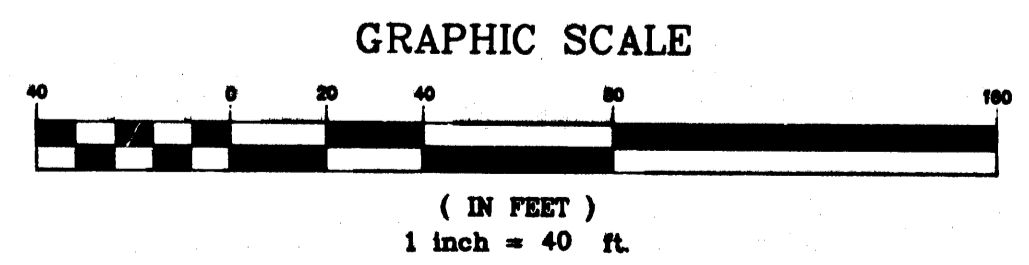 GRAPHIC SCALE
40 0 20 40 80 160
( IN FEET )
1 inch = 40 ft.